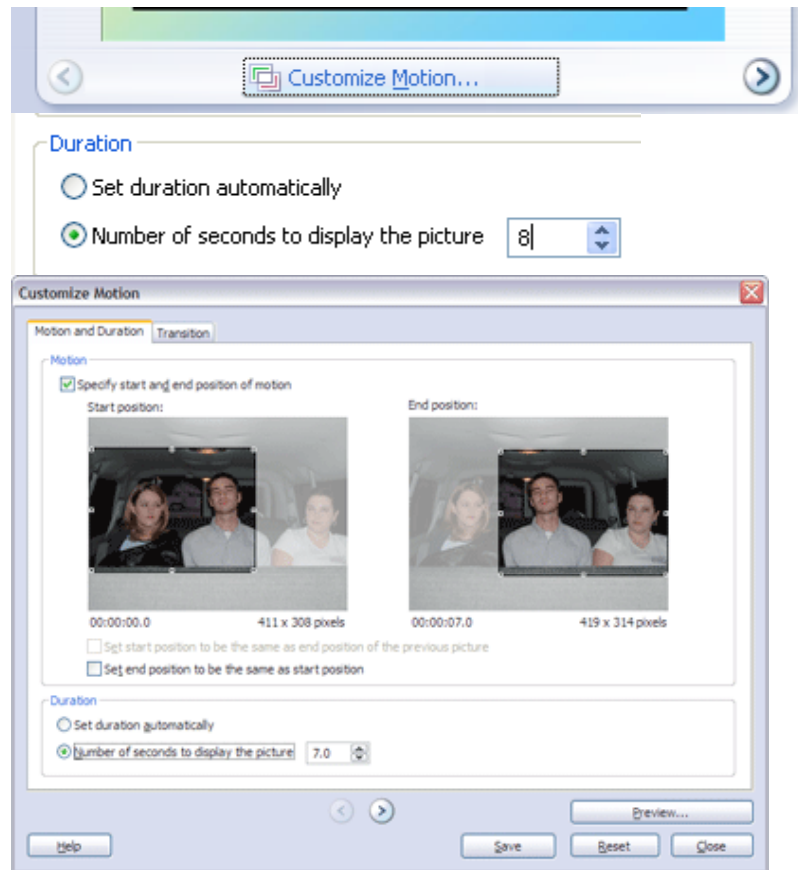 Customize Motion...
Duration
Set duration automatically
Number of seconds to display the picture 8
Customize Motion
Motion and Duration Transition
Motion
Specify start and end position of motion
Start position: End position:
00:00:00.0 411 x 308 pixels 00:00:07.0 419 x 314 pixels
Set start position to be the same as end position of the previous picture
Set end position to be the same as start position
Duration
Set duration automatically
Number of seconds to display the picture 7.0
Preview...
Help Save Reset Close